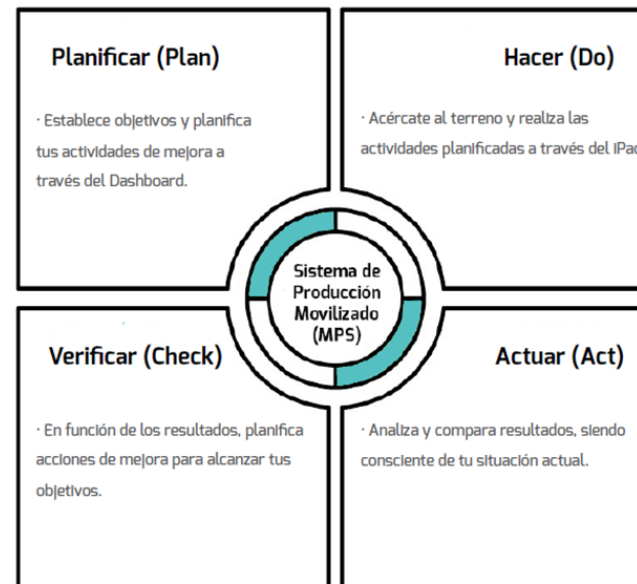 Planificar (Plan)
· Establece objetivos y planifica
tus actividades de mejora a
través del Dashboard.
Hacer (Do)
· Acércate al terreno y realiza las
actividades planificadas a través del iPad
Sistema de
Producción
Movilizado
(MPS)
Verificar (Check)
· En función de los resultados, planifica
acciones de mejora para alcanzar tus
objetivos.
Actuar (Act)
· Analiza y compara resultados, siendo
consciente de tu situación actual.